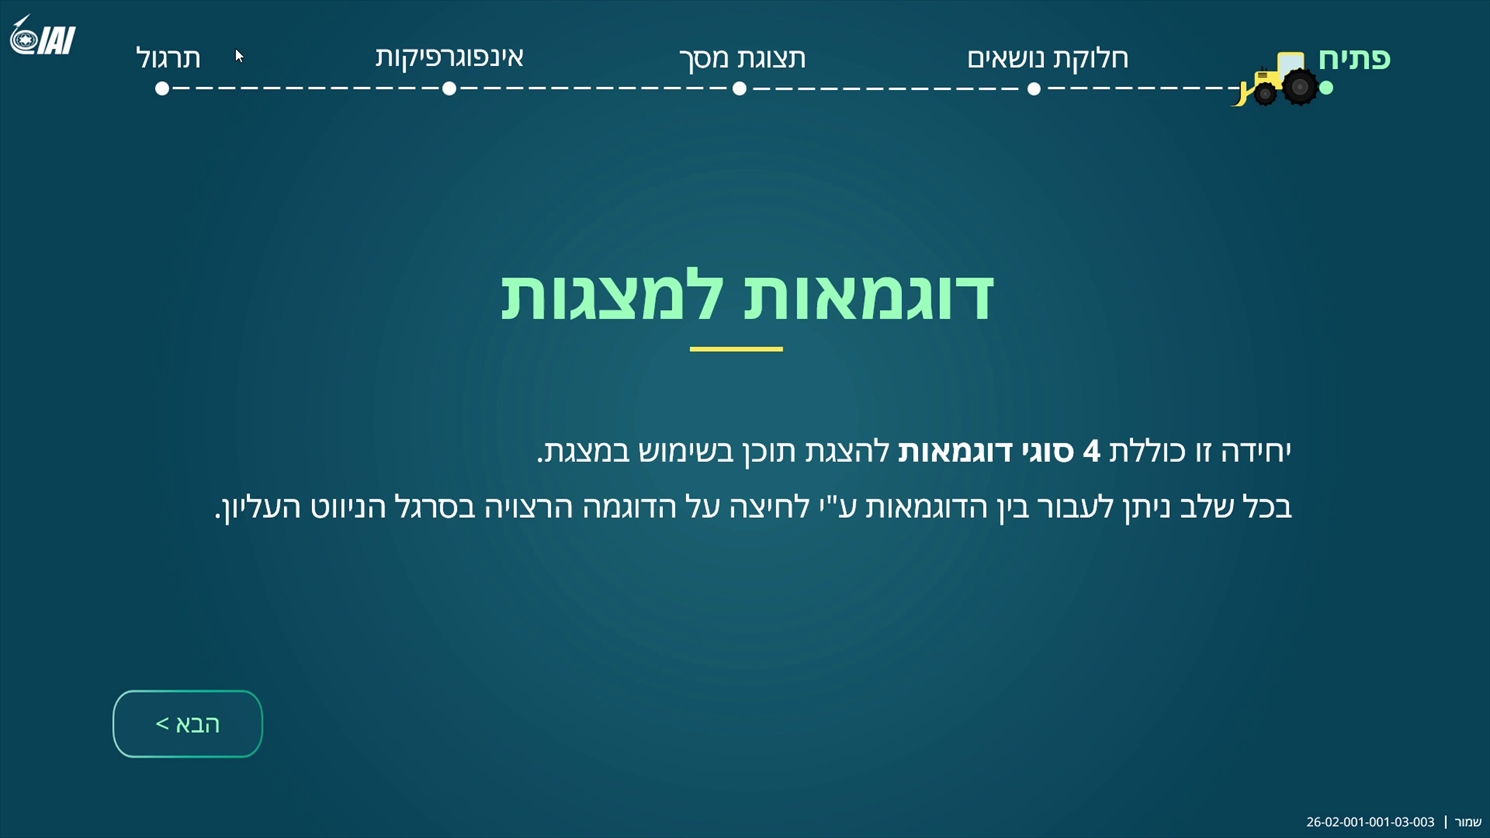 IAI
פתיח
חלוקת נושאים
תצוגת מסך
אינפוגרפיקות
תרגול
דוגמאות למצגות
יחידה זו כוללת 4 סוגי דוגמאות להצגת תוכן בשימוש במצגת.
בכל שלב ניתן לעבור בין הדוגמאות ע"י לחיצה על הדוגמה הרצויה בסרגל הניווט העליון.
הבא >
שמור | 26-02-001-001-03-003